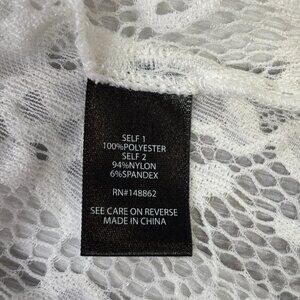 SELF 1
100%POLYESTER
SELF 2
94%NYLON
6%SPANDEX
RN#148862
SEE CARE ON REVERSE
MADE IN CHINA